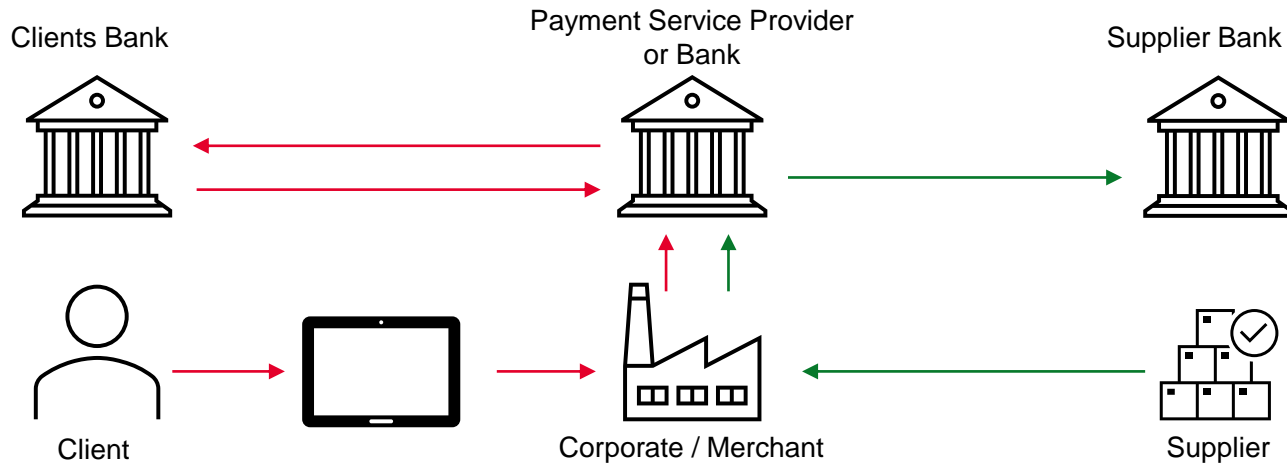 Clients Bank
Payment Service Provider
or Bank
Supplier Bank
Client
Corporate / Merchant
Supplier